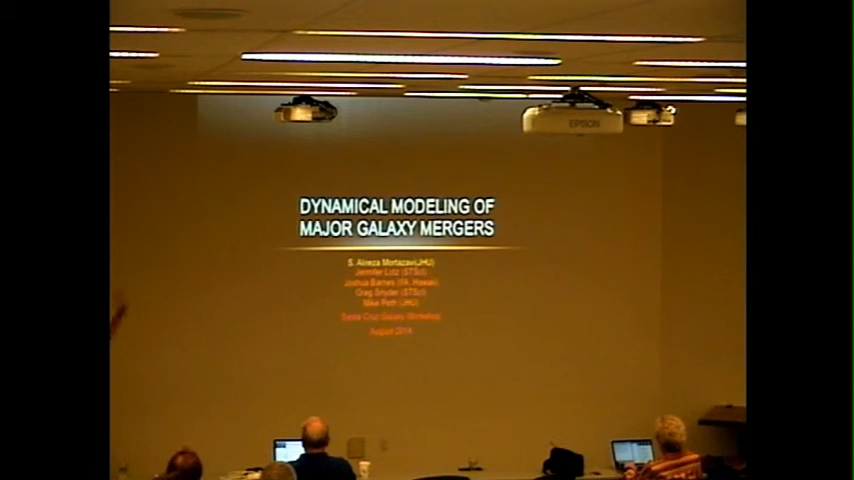 EPSON
DYNAMICAL MODELING OF
MAJOR GALAXY MERGERS
S. Alireza Mortazavi(JHU)
Jennifer Lotz (STScI)
Joshua Barnes (IfA, Hawaii)
Greg Snyder (STScI)
Mike Petr (JHU)
Santa Cruz Galaxy Workshop
August 2014